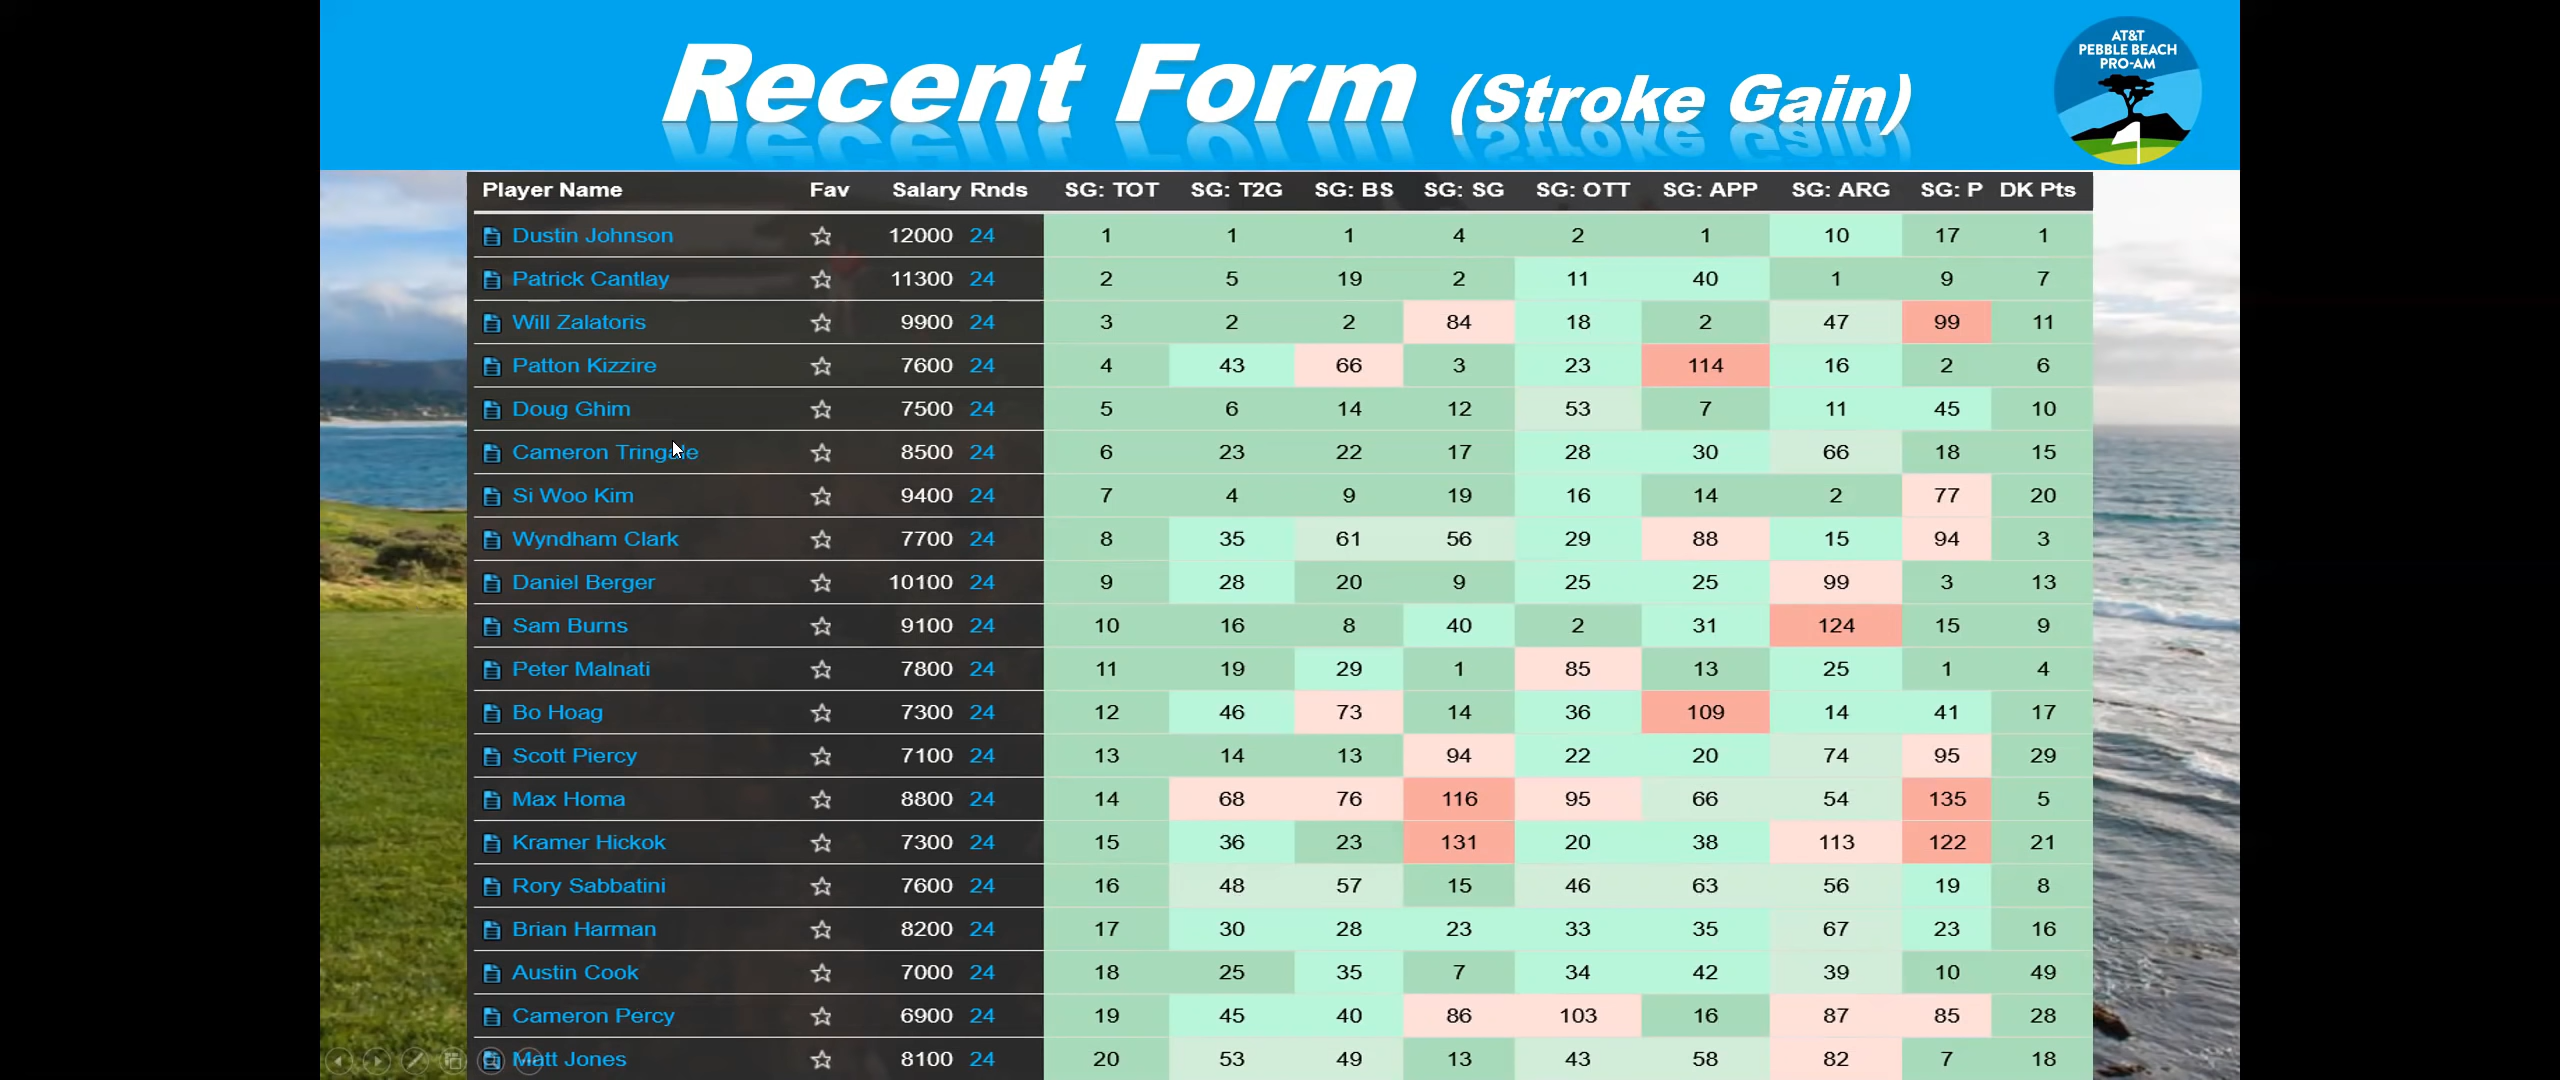 Recent Form (Stroke Gain)
AT&T
PEBBLE BEACH
PRO-AM
Player Name Fav Salary Rnds SG: TOT SG: T2G SG: BS SG: SG SG: OTT SG: APP SG: ARG SG: P DK Pts
Dustin Johnson 12000 24 1 1 1 4 2 1 10 17 1
Patrick Cantlay 11300 24 2 5 19 2 11 40 1 9 7
Will Zalatoris 9900 24 3 2 2 84 18 2 47 99 11
Patton Kizzire 7600 24 4 43 66 3 23 114 16 2 6
Doug Ghim 7500 24 5 6 14 12 53 7 11 45 10
Cameron Tringale 8500 24 6 23 22 17 28 30 66 18 15
Si Woo Kim 9400 24 7 4 9 19 16 14 2 77 20
Wyndham Clark 7700 24 8 35 61 56 29 88 15 94 3
Daniel Berger 10100 24 9 28 20 9 25 25 99 3 13
Sam Burns 9100 24 10 16 8 40 2 31 124 15 9
Peter Malnati 7800 24 11 19 29 1 85 13 25 1 4
Bo Hoag 7300 24 12 46 73 14 36 109 14 41 17
Scott Piercy 7100 24 13 14 13 94 22 20 74 95 29
Max Homa 8800 24 14 68 76 116 95 66 54 135 5
Kramer Hickok 7300 24 15 36 23 131 20 38 113 122 21
Rory Sabbatini 7600 24 16 48 57 15 46 63 56 19 8
Brian Harman 8200 24 17 30 28 23 33 35 67 23 16
Austin Cook 7000 24 18 25 35 7 34 42 39 10 49
Cameron Percy 6900 24 19 45 40 86 103 16 87 85 28
Matt Jones 8100 24 20 53 49 13 43 58 82 7 18